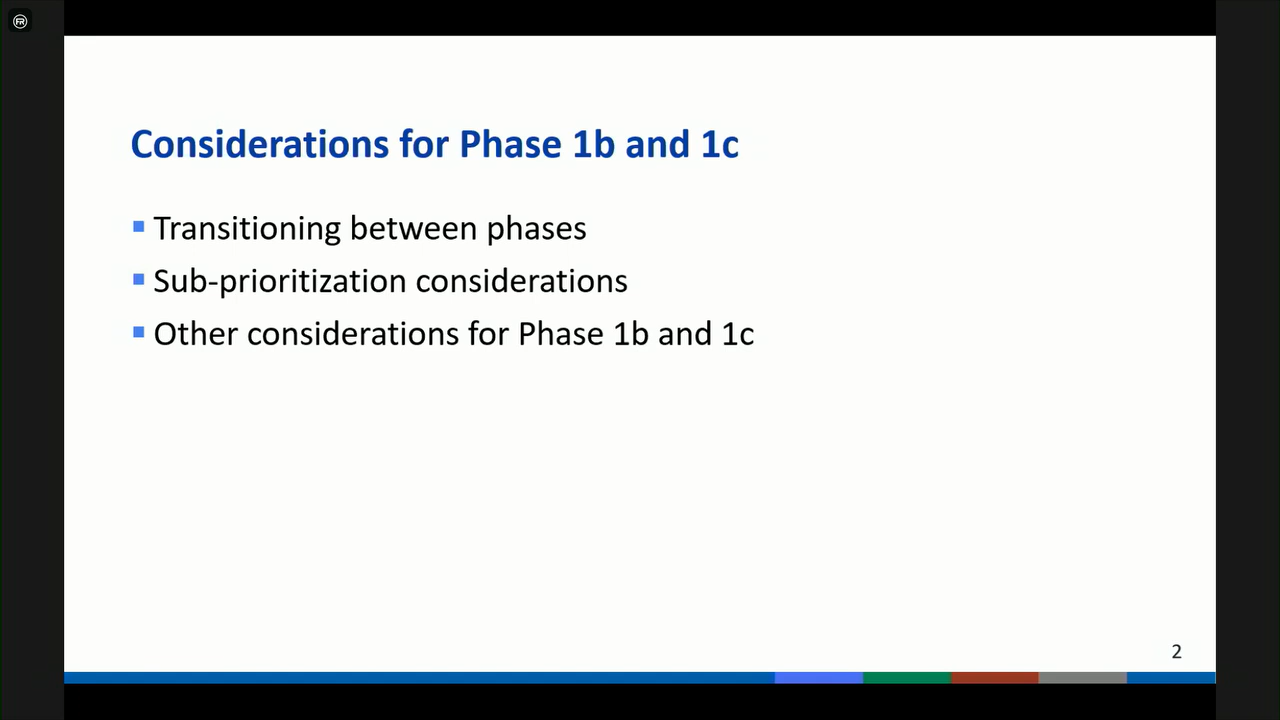 FR
Considerations for Phase 1b and 1c
Transitioning between phases
Sub-prioritization considerations
Other considerations for Phase 1b and 1c
2